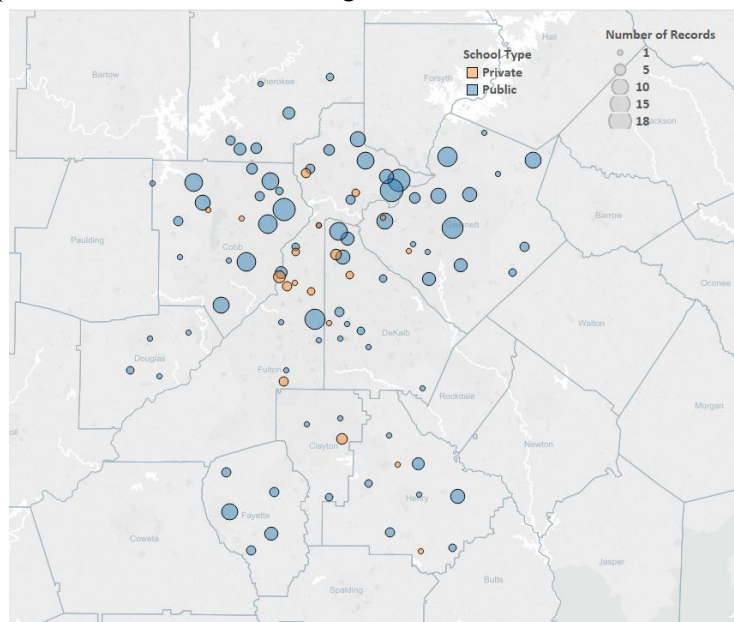 Hall
Number of Records
School Type
1
Bartow
Cherokee
Forsyth
Private
5
Public
10
15
18
Jackson
Barrow
Paulding
Gwinnett
Cobb
Oconee
Walton
DeKalb
Douglas
Fulton
Rockdale
Morgan
Newton
Clayton
Henry
Fayette
Coweta
Jasper
Butts
Spalding